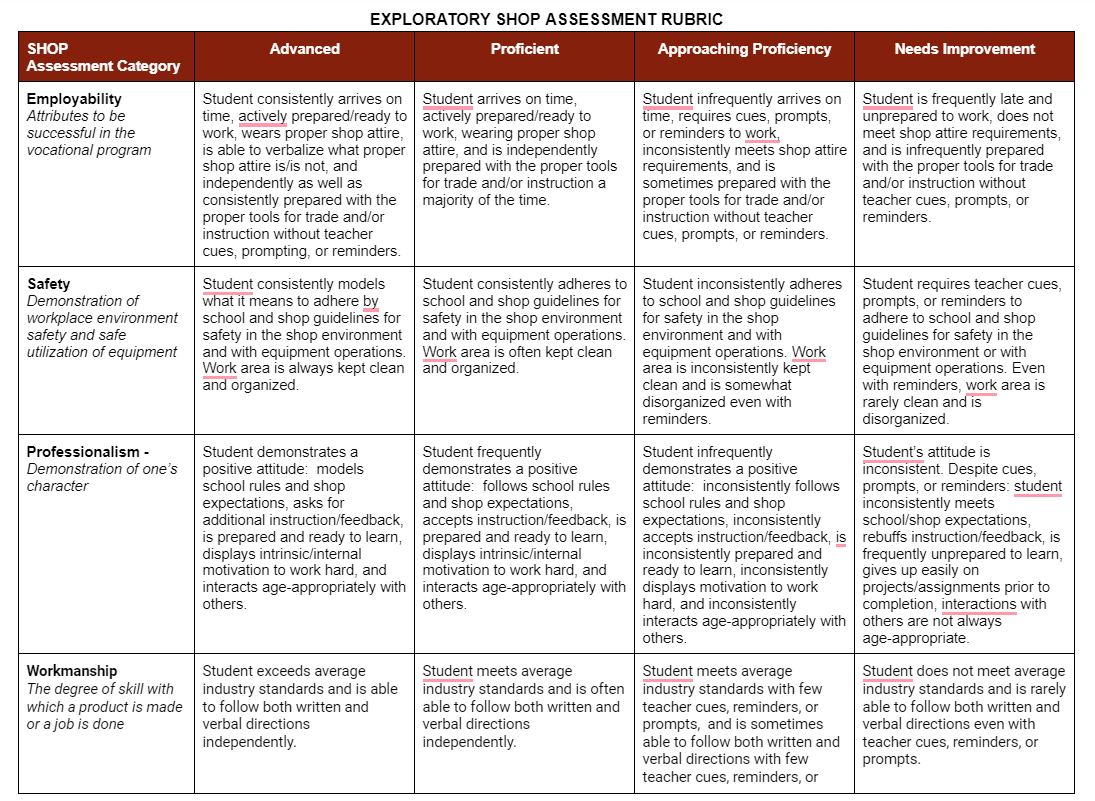 EXPLORATORY SHOP ASSESSMENT RUBRIC
SHOP
Assessment Category
Advanced
Proficient
Approaching Proficiency
Needs Improvement
Employability
Attributes to be
successful in the
vocational program
Student consistently arrives on
time, actively prepared/ready to
work, wears proper shop attire,
is able to verbalize what proper
shop attire is/is not, and
independently as well as
consistently prepared with the
proper tools for trade and/or
instruction without teacher
cues, prompting, or reminders.
Student arrives on time,
actively prepared/ready to
work, wearing proper shop
attire, and is independently
prepared with the proper tools
for trade and/or instruction a
majority of the time.
Student infrequently arrives on
time, requires cues, prompts,
or reminders to work,
inconsistently meets shop attire
requirements, and is
sometimes prepared with the
proper tools for trade and/or
instruction without teacher
cues, prompts, or reminders.
Student is frequently late and
unprepared to work, does not
meet shop attire requirements,
and is infrequently prepared
with the proper tools for trade
and/or instruction without
teacher cues, prompts, or
reminders.
Safety
Demonstration of
workplace environment
safety and safe
utilization of equipment
Student consistently models
what it means to adhere by
school and shop guidelines for
safety in the shop environment
and with equipment operations.
Work area is always kept clean
and organized.
Student consistently adheres to
school and shop guidelines for
safety in the shop environment
and with equipment operations.
Work area is often kept clean
and organized.
Student inconsistently adheres
to school and shop guidelines
for safety in the shop
environment and with
equipment operations. Work
area is inconsistently kept
clean and is somewhat
disorganized even with
reminders.
Student requires teacher cues,
prompts, or reminders to
adhere to school and shop
guidelines for safety in the
shop environment or with
equipment operations. Even
with reminders, work area is
rarely clean and is
disorganized.
Professionalism -
Demonstration of one's
character
Student demonstrates a
positive attitude:  models
school rules and shop
expectations, asks for
additional instruction/feedback,
is prepared and ready to learn,
displays intrinsic/internal
motivation to work hard, and
interacts age-appropriately with
others.
Student frequently
demonstrates a positive
attitude:  follows school rules
and shop expectations,
accepts instruction/feedback, is
prepared and ready to learn,
displays intrinsic/internal
motivation to work hard, and
interacts age-appropriately with
others.
Student infrequently
demonstrates a positive
attitude:  inconsistently follows
school rules and shop
expectations, inconsistently
accepts instruction/feedback, is
inconsistently prepared and
ready to learn, inconsistently
displays motivation to work
hard, and inconsistently
interacts age-appropriately with
others.
Student's attitude is
inconsistent. Despite cues,
prompts, or reminders: student
inconsistently meets
school/shop expectations,
rebuffs instruction/feedback, is
frequently unprepared to learn,
gives up easily on
projects/assignments prior to
completion, interactions with
others are not always
age-appropriate.
Workmanship
The degree of skill with
which a product is made
or a job is done
Student exceeds average
industry standards and is able
to follow both written and
verbal directions
independently.
Student meets average
industry standards and is often
able to follow both written and
verbal directions
independently.
Student meets average
industry standards with few
teacher cues, reminders, or
prompts,  and is sometimes
able to follow both written and
verbal directions with few
teacher cues, reminders, or
Student does not meet average
industry standards and is rarely
able to follow both written and
verbal directions even with
teacher cues, reminders, or
prompts.